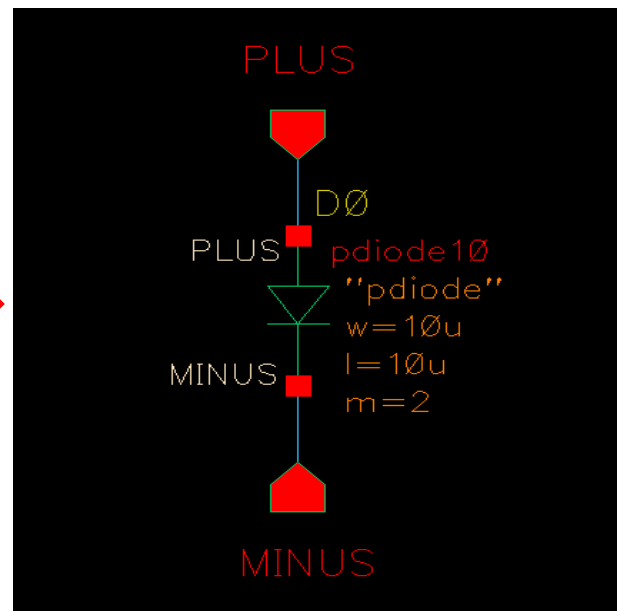 PLUS
D0
PLUS
pdiode10
"pdiode"
w=10u
l=10u
MINUS
m=2
MINUS